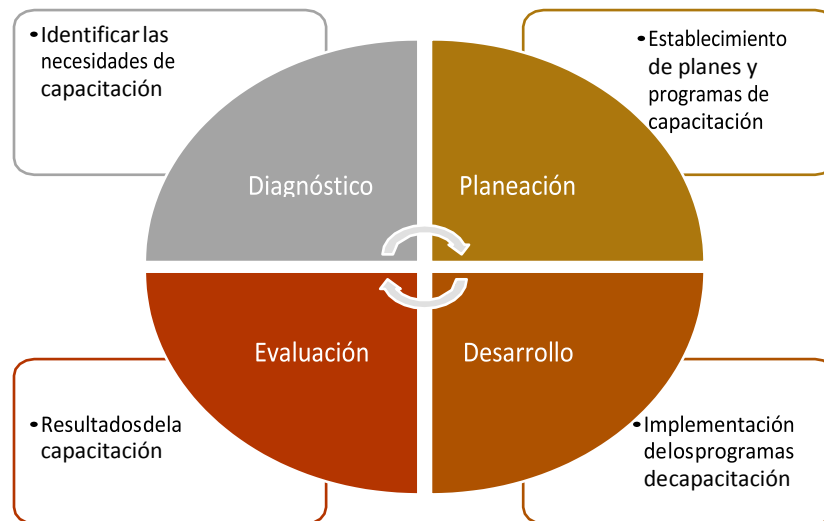 • Identificar las
necesidades de
capacitación
• Establecimiento
de planes y
programas de
capacitación
Diagnóstico
Planeación
Evaluación
Desarrollo
• Resultadosdela
capacitación
• Implementación
delosprogramas
decapacitación